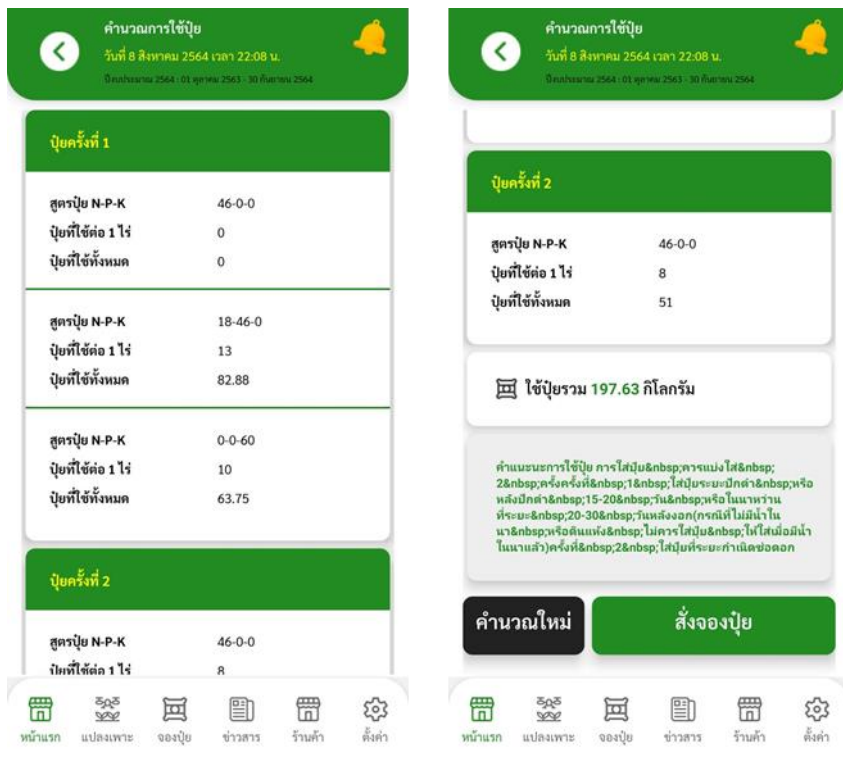 คำนวณการใช้ปุ๋ย
วันที่ 8 สิงหาคม 2564 เวลา 22:08 น.
ปีงบประมาณ 2564 : 01 ตุลาคม 2563 - 30 กันยายน 2564
ปุ๋ยครั้งที่ 1
สูตรปุ๋ย N-P-K 46-0-0
ปุ๋ยที่ใช้ต่อ 1 ไร่ 0
ปุ๋ยที่ใช้ทั้งหมด 0
สูตรปุ๋ย N-P-K 18-46-0
ปุ๋ยที่ใช้ต่อ 1 ไร่ 13
ปุ๋ยที่ใช้ทั้งหมด 82.88
สูตรปุ๋ย N-P-K 0-0-60
ปุ๋ยที่ใช้ต่อ 1 ไร่ 10
ปุ๋ยที่ใช้ทั้งหมด 63.75
ปุ๋ยครั้งที่ 2
สูตรปุ๋ย N-P-K 46-0-0
ปุ๋ยที่ใช้ต่อ 1 ไร่ 8
หน้าแรก แปลงเพาะ จองปุ๋ย ข่าวสาร ร้านค้า ตั้งค่า
คำนวณการใช้ปุ๋ย
วันที่ 8 สิงหาคม 2564 เวลา 22:08 น.
ปีงบประมาณ 2564 : 01 ตุลาคม 2563 - 30 กันยายน 2564
ปุ๋ยครั้งที่ 2
สูตรปุ๋ย N-P-K 46-0-0
ปุ๋ยที่ใช้ต่อ 1 ไร่ 8
ปุ๋ยที่ใช้ทั้งหมด 51
ใช้ปุ๋ยรวม 197.63 กิโลกรัม
คำแนะนะการใช้ปุ๋ย การใส่ปุ๋ย&nbsp;ควรแบ่งใส่&nbsp;
2&nbsp;ครั้งครั้งที่&nbsp;1&nbsp;ใส่ปุ๋ยระยะปักดำ&nbsp;หรือ
หลังปักดำ&nbsp;15-20&nbsp;วัน&nbsp;หรือในนาหว่าน
ที่ระยะ&nbsp;20-30&nbsp;วันหลังงอก(กรณีที่ไม่มีน้ำใน
นา&nbsp;หรือดินแห้ง&nbsp;ไม่ควรใส่ปุ๋ย&nbsp;ให้ใส่เมื่อมีน้ำ
ในนาแล้ว)ครั้งที่&nbsp;2&nbsp;ใส่ปุ๋ยที่ระยะกำเนิดช่อดอก
คำนวณใหม่ สั่งจองปุ๋ย
หน้าแรก แปลงเพาะ จองปุ๋ย ข่าวสาร ร้านค้า ตั้งค่า